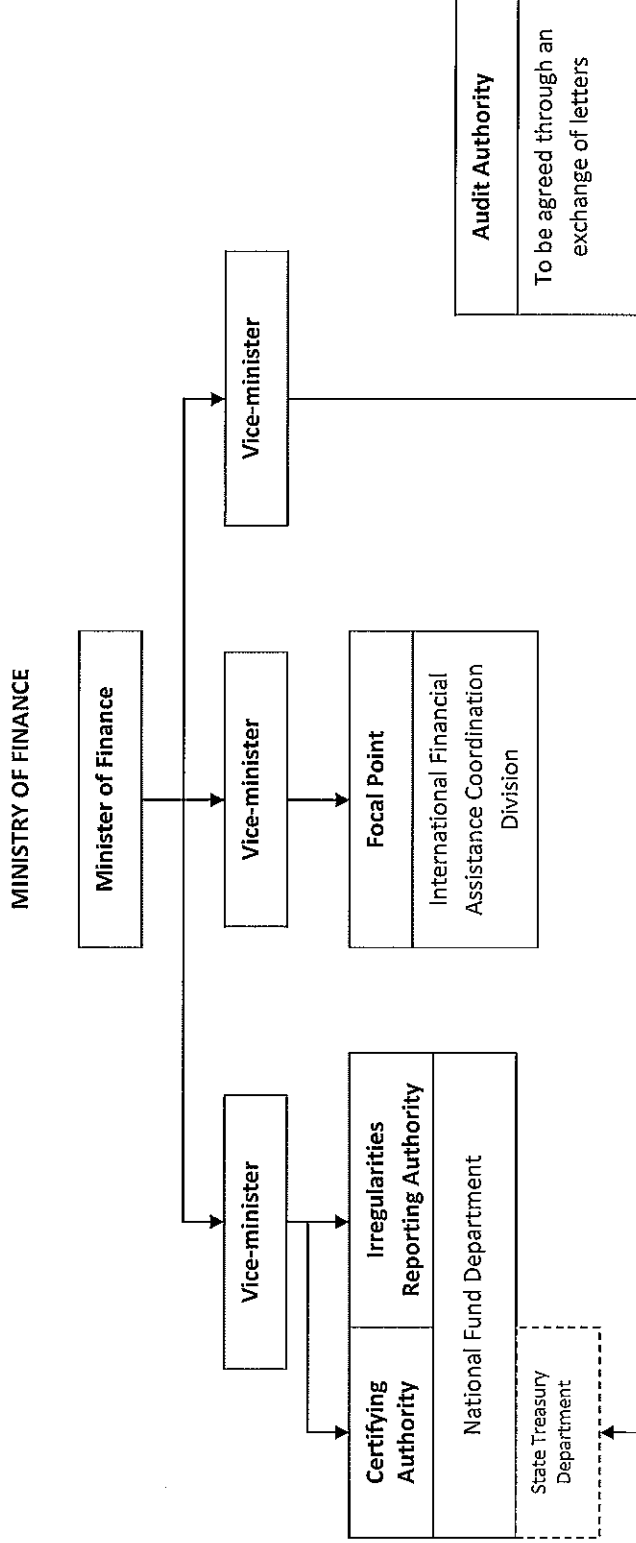 MINISTRY OF FINANCE
Minister of Finance
Vice-minister
Vice-minister
Vice-minister
Certifying
Authority
Irregularities
Reporting Authority
National Fund Department
State Treasury
Department
Focal Point
International Financial
Assistance Coordination
Division
Audit Authority
To be agreed through an
exchange of letters